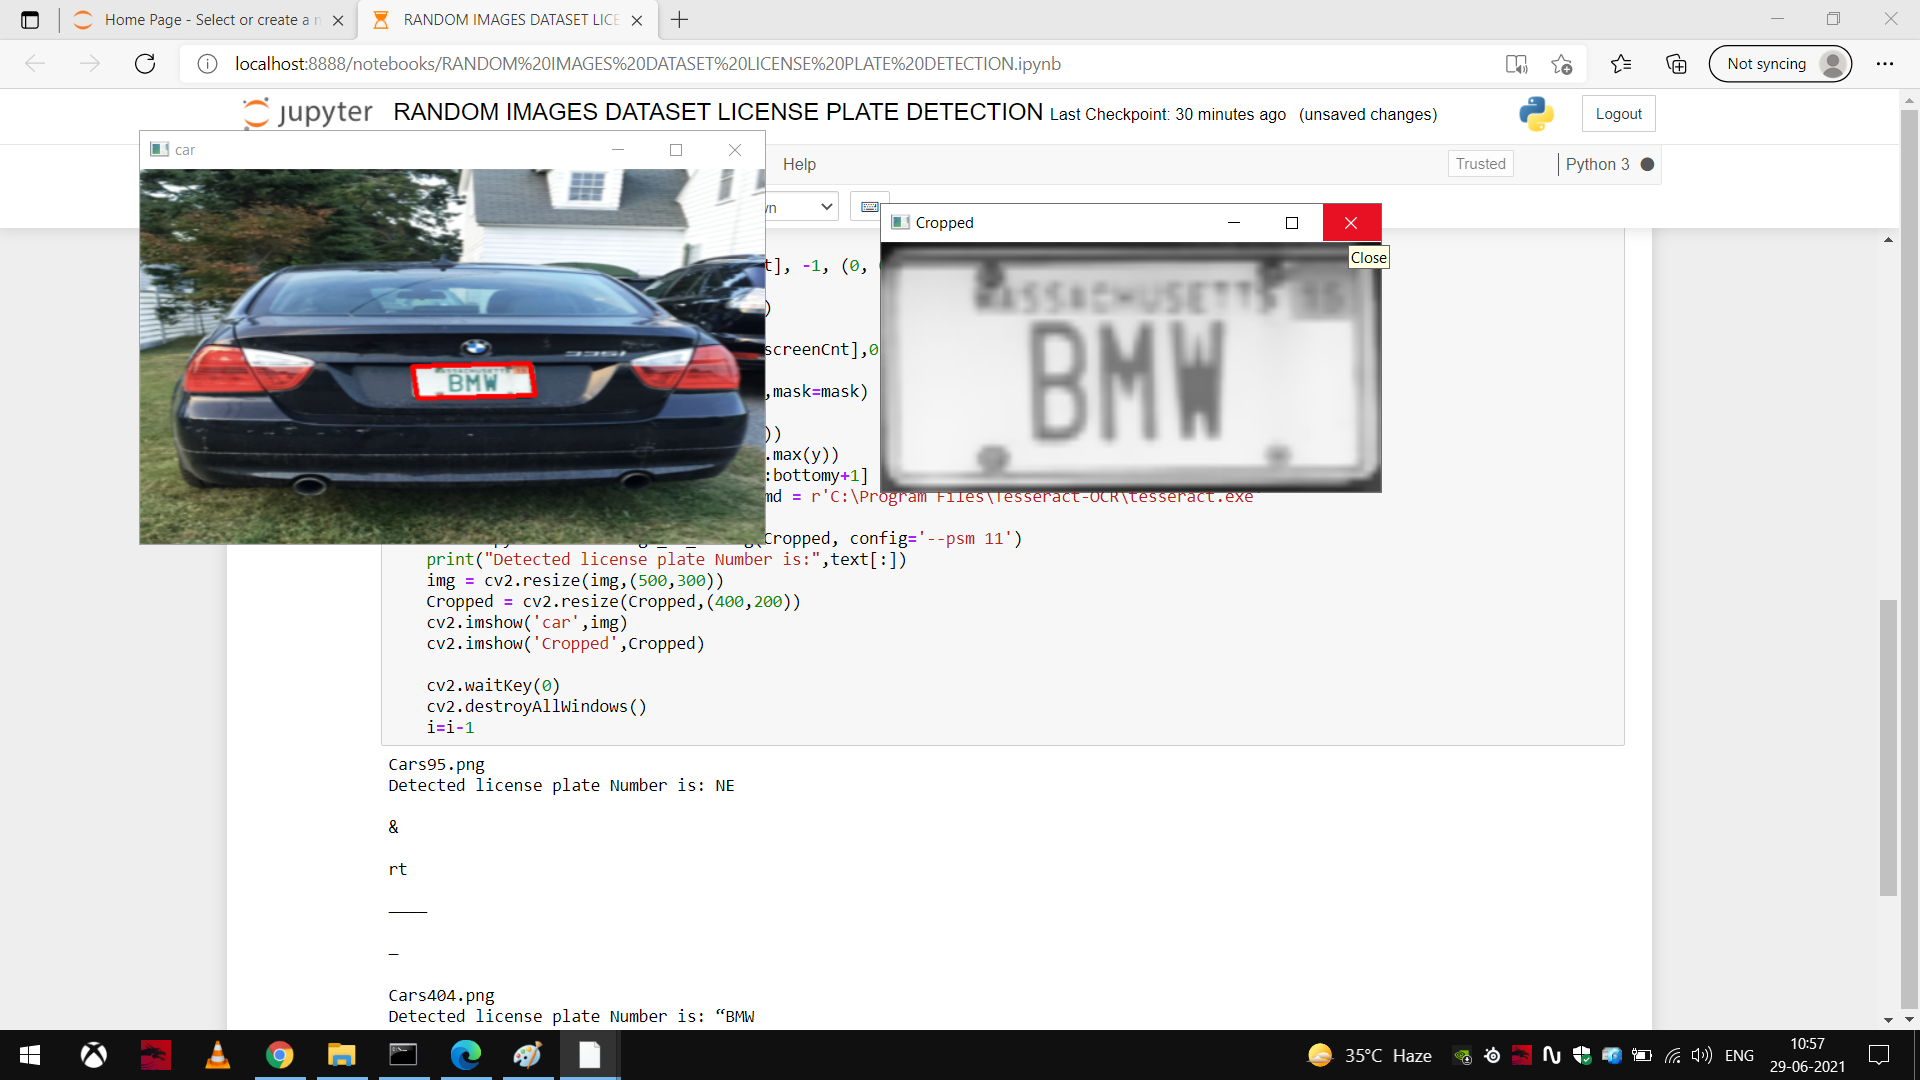 Home Page - Select or create a n
RANDOM IMAGES DATASET LICE
localhost:8888/notebooks/RANDOM%20IMAGES%20DATASET%20LICENSE%20PLATE%20DETECTION.ipynb
Not syncing
jupyter
RANDOM IMAGES DATASET LICENSE PLATE DETECTION Last Checkpoint: 30 minutes ago (unsaved changes)
Logout
car
Help
Trusted
Python 3
wn
Cropped
Close
t], -1, (0,
)
screenCnt],0
,mask=mask)
))
.max(y))
:bottomy+1]
md = r'C:\Program Files\Tesseract-OCR\tesseract.exe
MASSACHUSETTS
BMW
335i
MASSACHUSETTS
BMW
Cropped, config='--psm 11')
print("Detected license plate Number is:",text[:])
img = cv2.resize(img,(500,300))
Cropped = cv2.resize(Cropped,(400,200))
cv2.imshow('car',img)
cv2.imshow('Cropped',Cropped)
cv2.waitKey(0)
cv2.destroyAllWindows()
i=i-1
Cars95.png
Detected license plate Number is: NE
&
rt
____
_
Cars404.png
Detected license plate Number is: “BMW
35°C Haze
ENG
10:57
29-06-2021